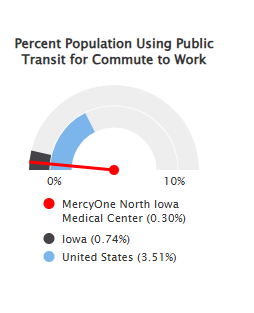 Percent Population Using Public
Transit for Commute to Work
0%
10%
MercyOne North Iowa
Medical Center (0.30%)
Iowa (0.74%)
United States (3.51%)